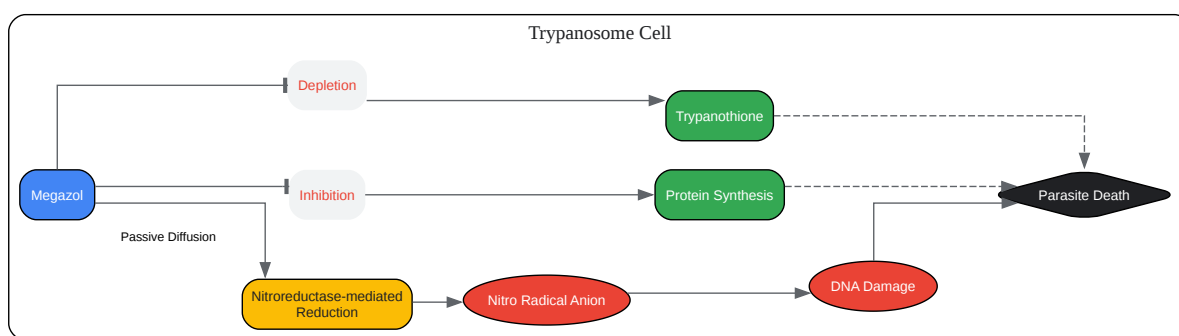 Trypanosome Cell
Depletion
Trypanothione
Megazol
Inhibition
Protein Synthesis
Parasite Death
Passive Diffusion
Nitroreductase-mediated
Reduction
Nitro Radical Anion
DNA Damage